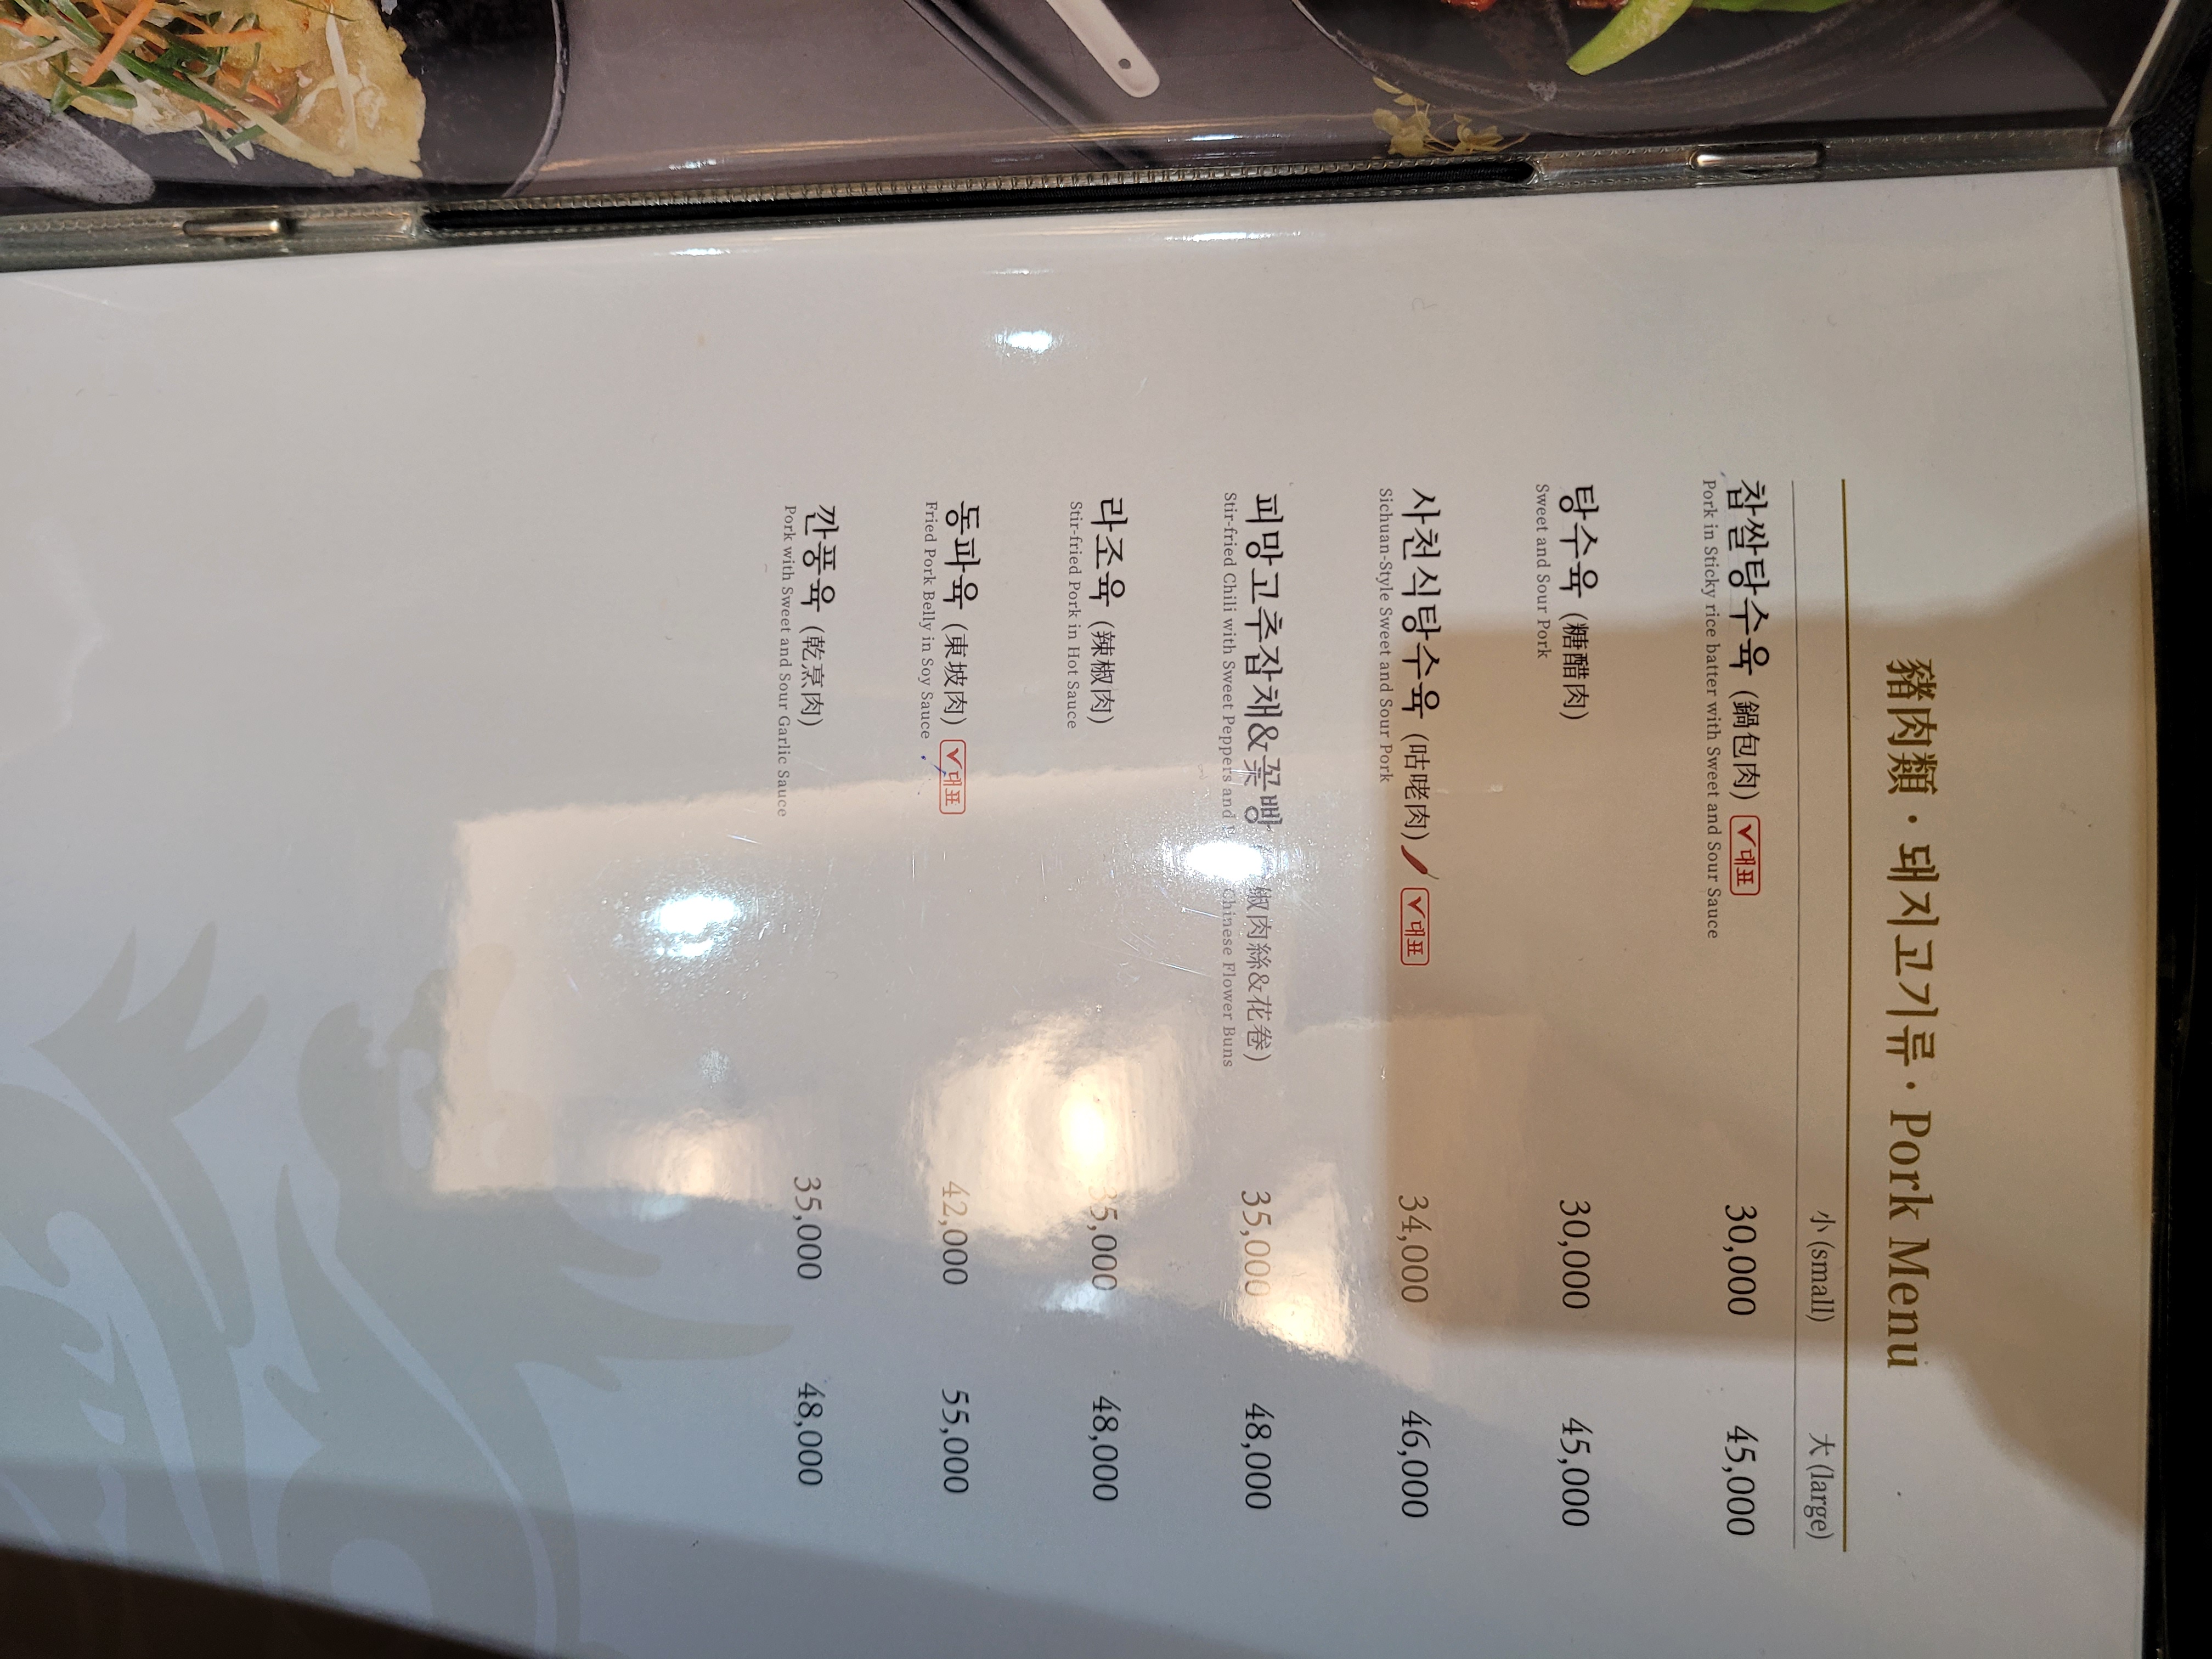 豬肉類 · 돼지고기류 · Pork Menu
小 (small) 大 (large)
찹쌀탕수육 (鍋包肉) 대표 30,000 45,000
Pork in Sticky rice batter with Sweet and Sour Sauce
탕수육 (糖醋肉) 30,000 45,000
Sweet and Sour Pork
사천식탕수육 (咕咾肉) 대표 34,000 46,000
Sichuan-Style Sweet and Sour Pork
피망고추잡채&꽃빵 椒肉絲&花卷) 35,000 48,000
Stir-fried Chili with Sweet Peppers and Chinese Flower Buns
라조육 (辣椒肉) 35,000 48,000
Stir-fried Pork in Hot Sauce
동파육 (東坡肉) 대표 42,000 55,000
Fried Pork Belly in Soy Sauce
깐풍육 (乾烹肉) 35,000 48,000
Pork with Sweet and Sour Garlic Sauce